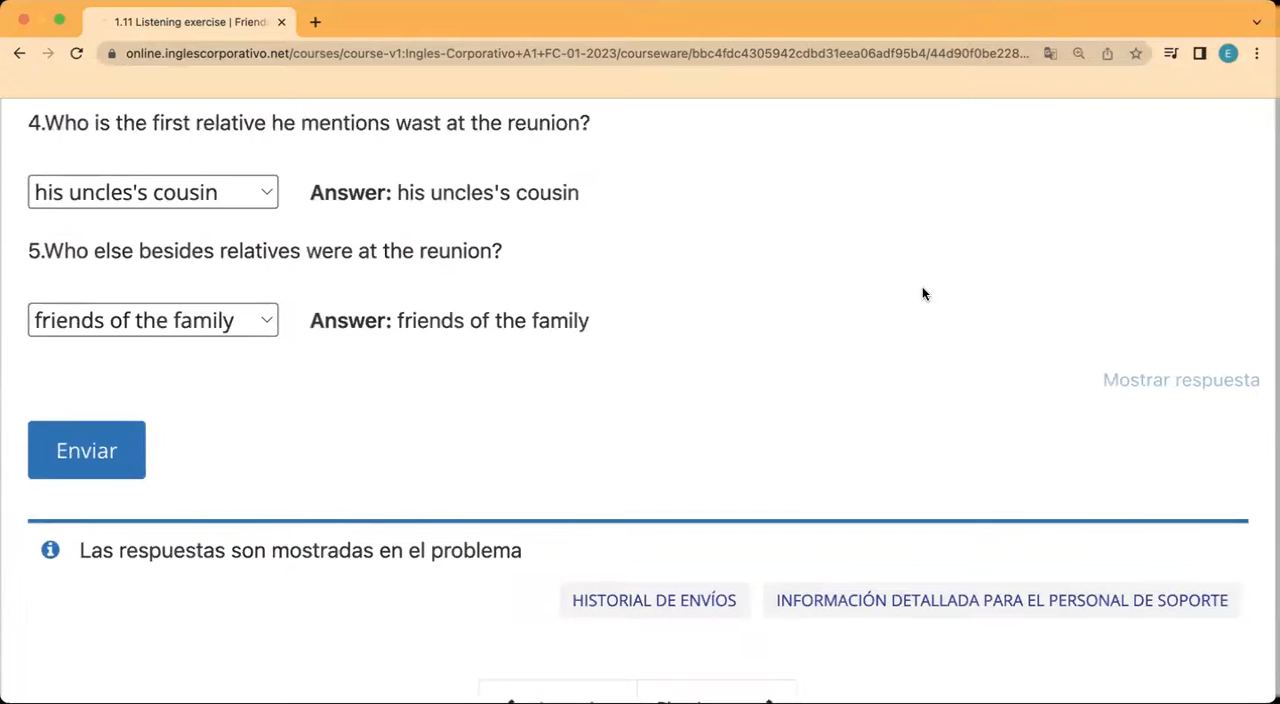 1.11 Listening exercise | Friend
online.inglescorporativo.net/courses/course-v1:Ingles-Corporativo+A1+FC-01-2023/courseware/bbc4fdc4305942cdbd31eea06adf95b4/44d90f0be228...
E
4.Who is the first relative he mentions wast at the reunion?
his uncles's cousin Answer: his uncles's cousin
5.Who else besides relatives were at the reunion?
friends of the family Answer: friends of the family
Mostrar respuesta
Enviar
Las respuestas son mostradas en el problema
HISTORIAL DE ENVÍOS INFORMACIÓN DETALLADA PARA EL PERSONAL DE SOPORTE